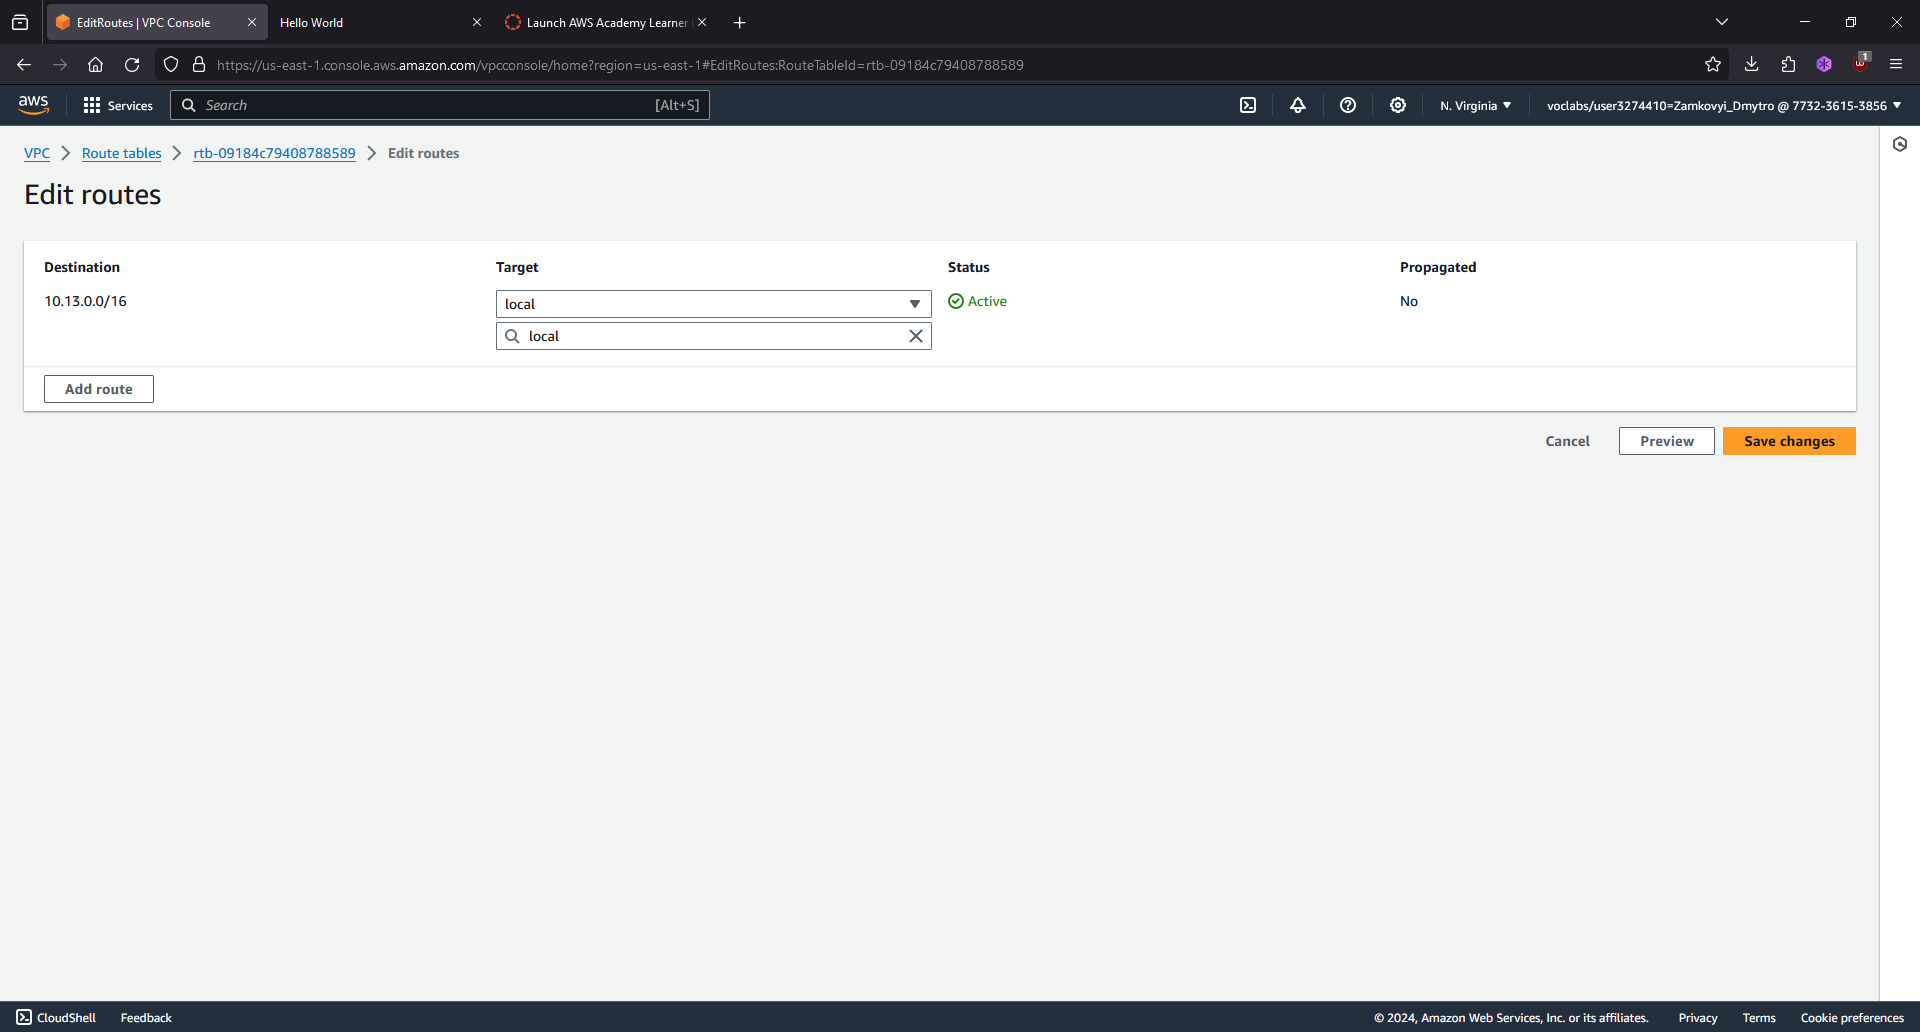 EditRoutes | VPC Console
Hello World
Launch AWS Academy Learner
https://us-east-1.console.aws.amazon.com/vpcconsole/home?region=us-east-1#EditRoutes:RouteTableId=rtb-09184c79408788589
1
aws
Services
Search
[Alt+S]
N. Virginia
voclabs/user3274410=Zamkovyi_Dmytro @ 7732-3615-3856
VPC
Route tables
rtb-09184c79408788589
Edit routes
Edit routes
Destination
Target
Status
Propagated
10.13.0.0/16
local
Active
No
local
Add route
Cancel
Preview
Save changes
CloudShell
Feedback
© 2024, Amazon Web Services, Inc. or its affiliates.
Privacy
Terms
Cookie preferences